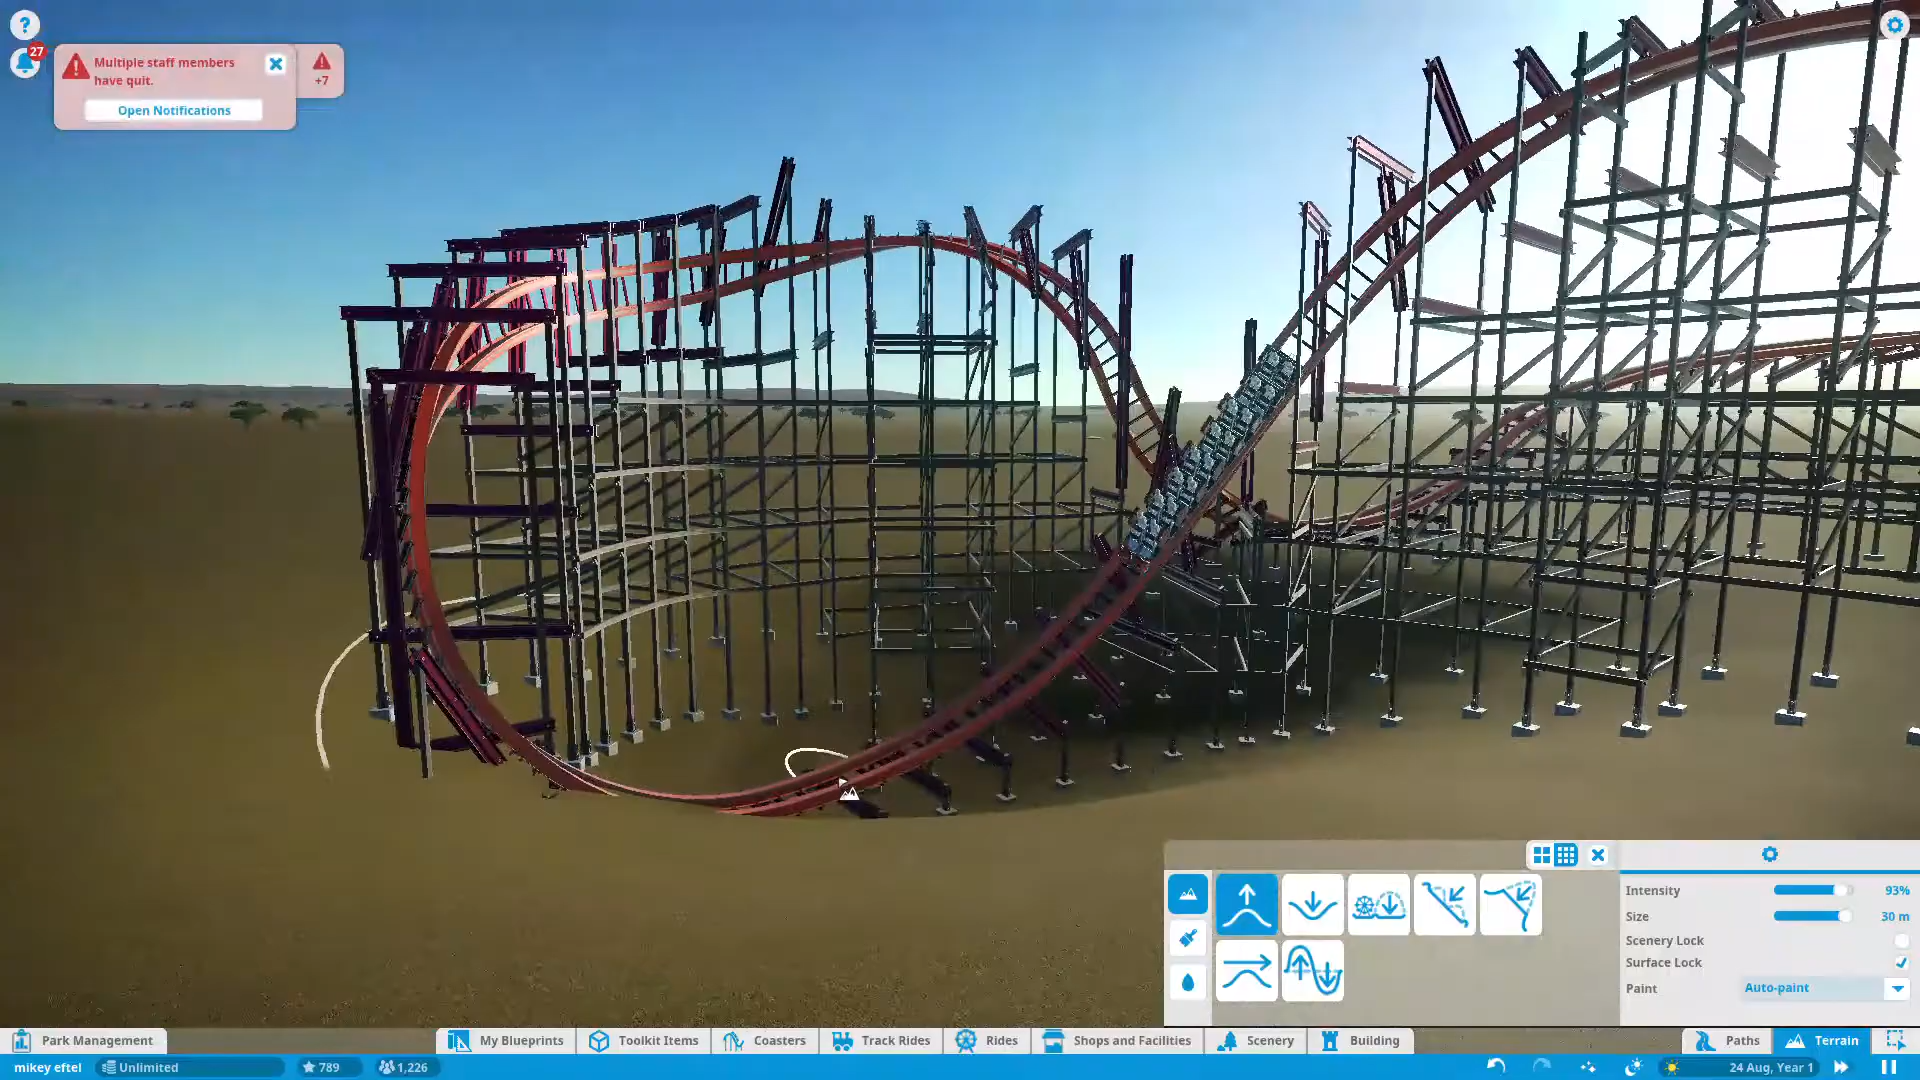 ?
27
Multiple staff members
have quit.
+7
Open Notifications
Intensity 93%
Size 30 m
Scenery Lock
Surface Lock
Paint Auto-paint
Park Management
My Blueprints
Toolkit Items
Coasters
Track Rides
Rides
Shops and Facilities
Scenery
Building
Paths
Terrain
mikey eftel
Unlimited
789
1,226
24 Aug, Year 1